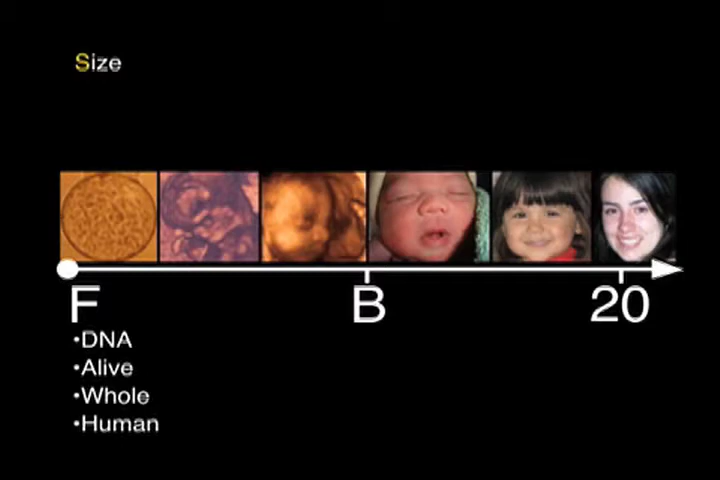 Size
F B 20
•DNA
•Alive
•Whole
•Human